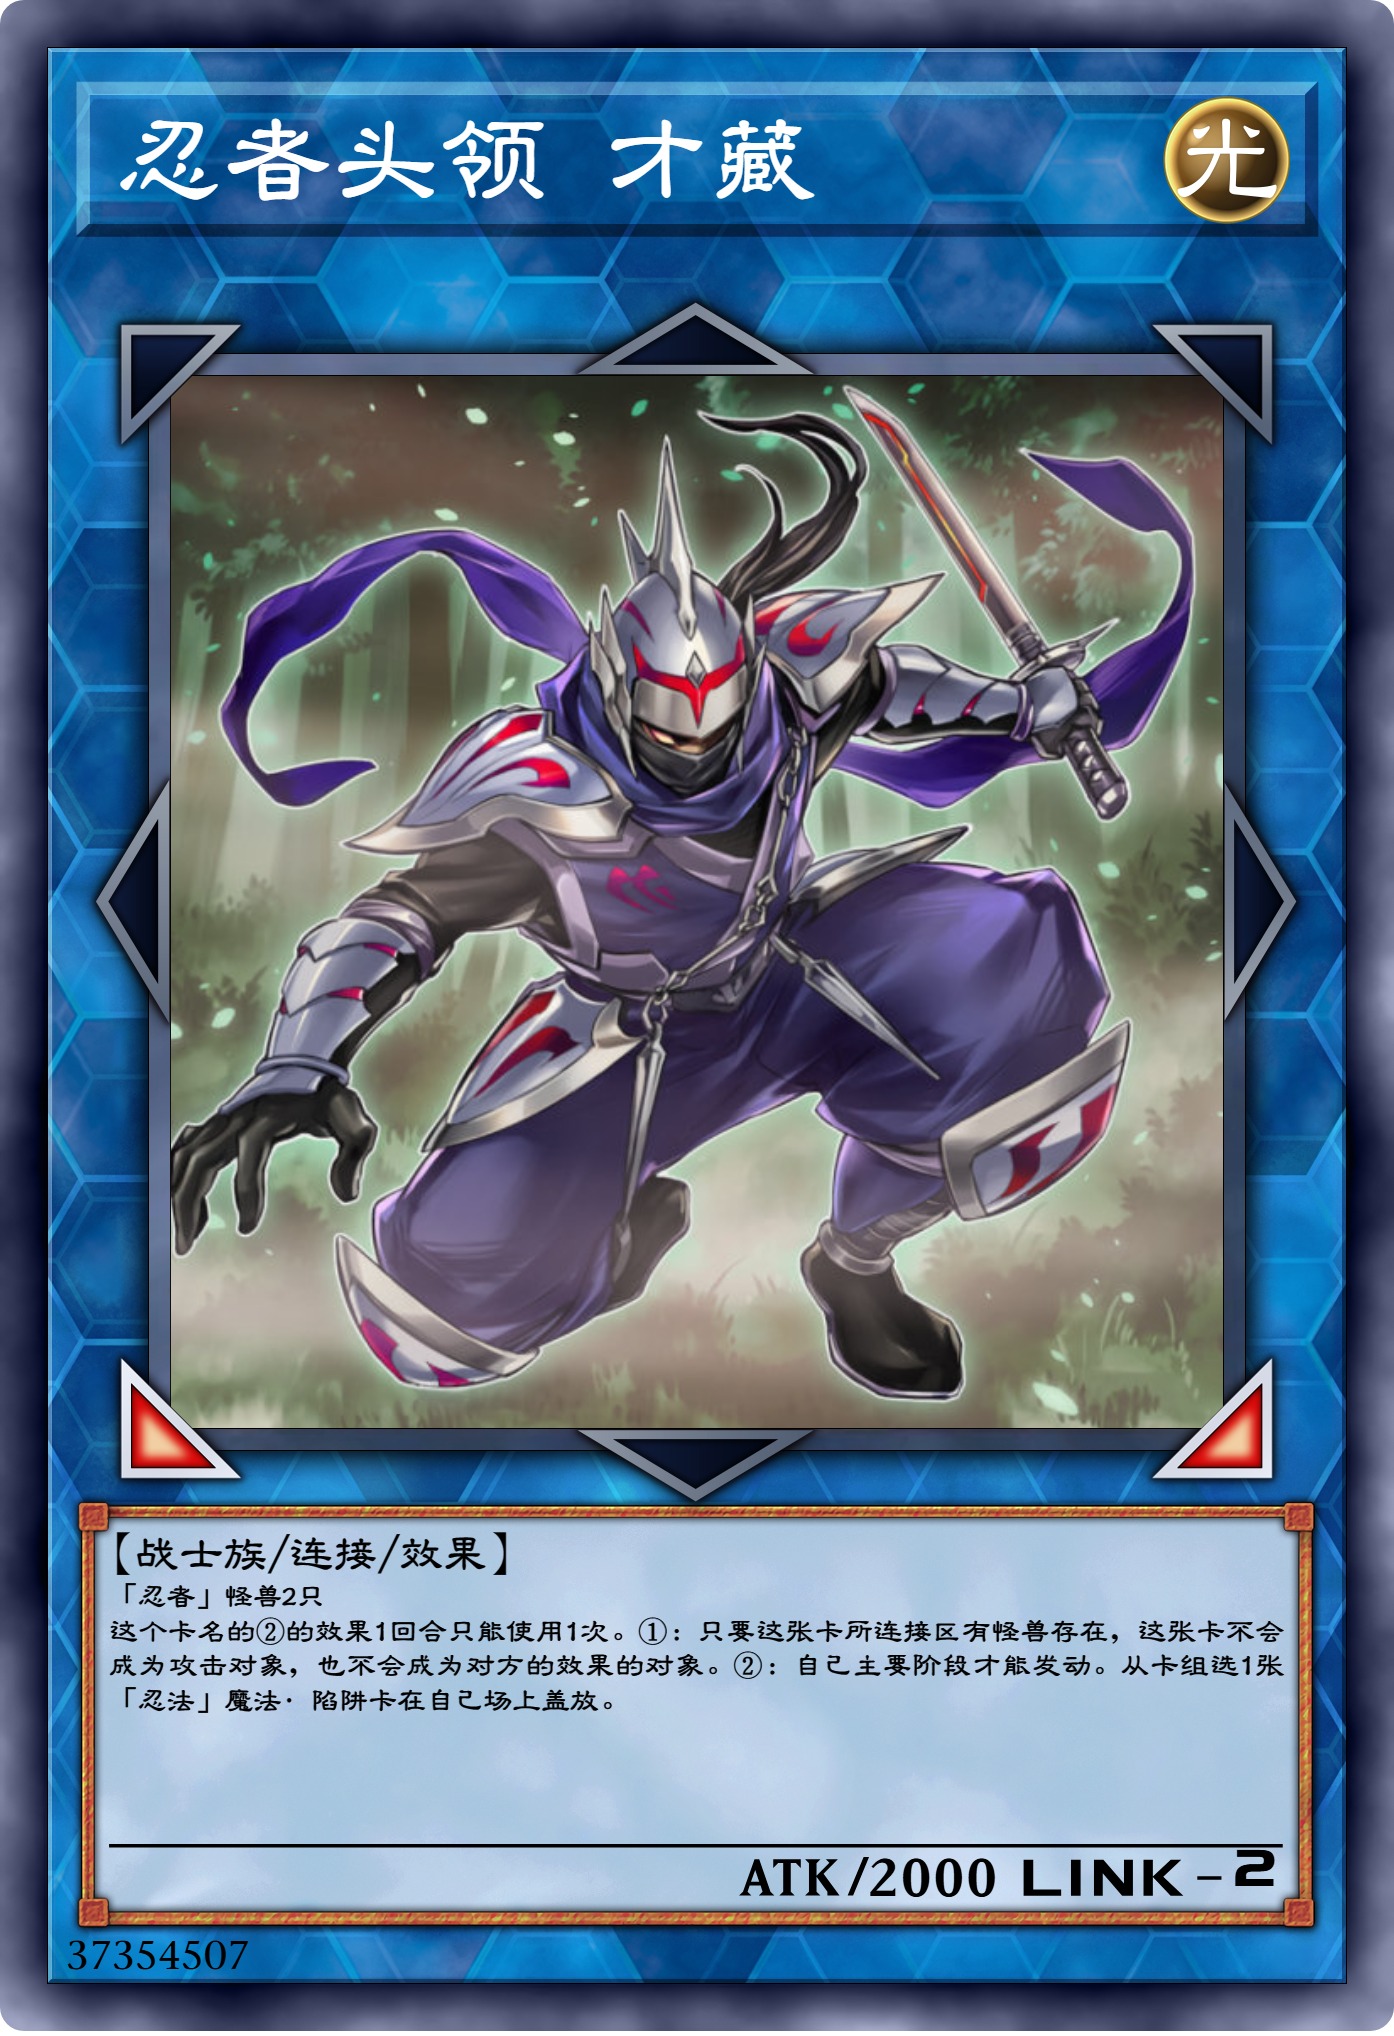 忍者头领 才藏
光
【战士族/连接/效果】
「忍者」怪兽2只
这个卡名的②的效果1回合只能使用1次。①：只要这张卡所连接区有怪兽存在，这张卡不会
成为攻击对象，也不会成为对方的效果的对象。②：自己主要阶段才能发动。从卡组选1张
「忍法」魔法·陷阱卡在自己场上盖放。
ATK/2000 LINK-2
37354507